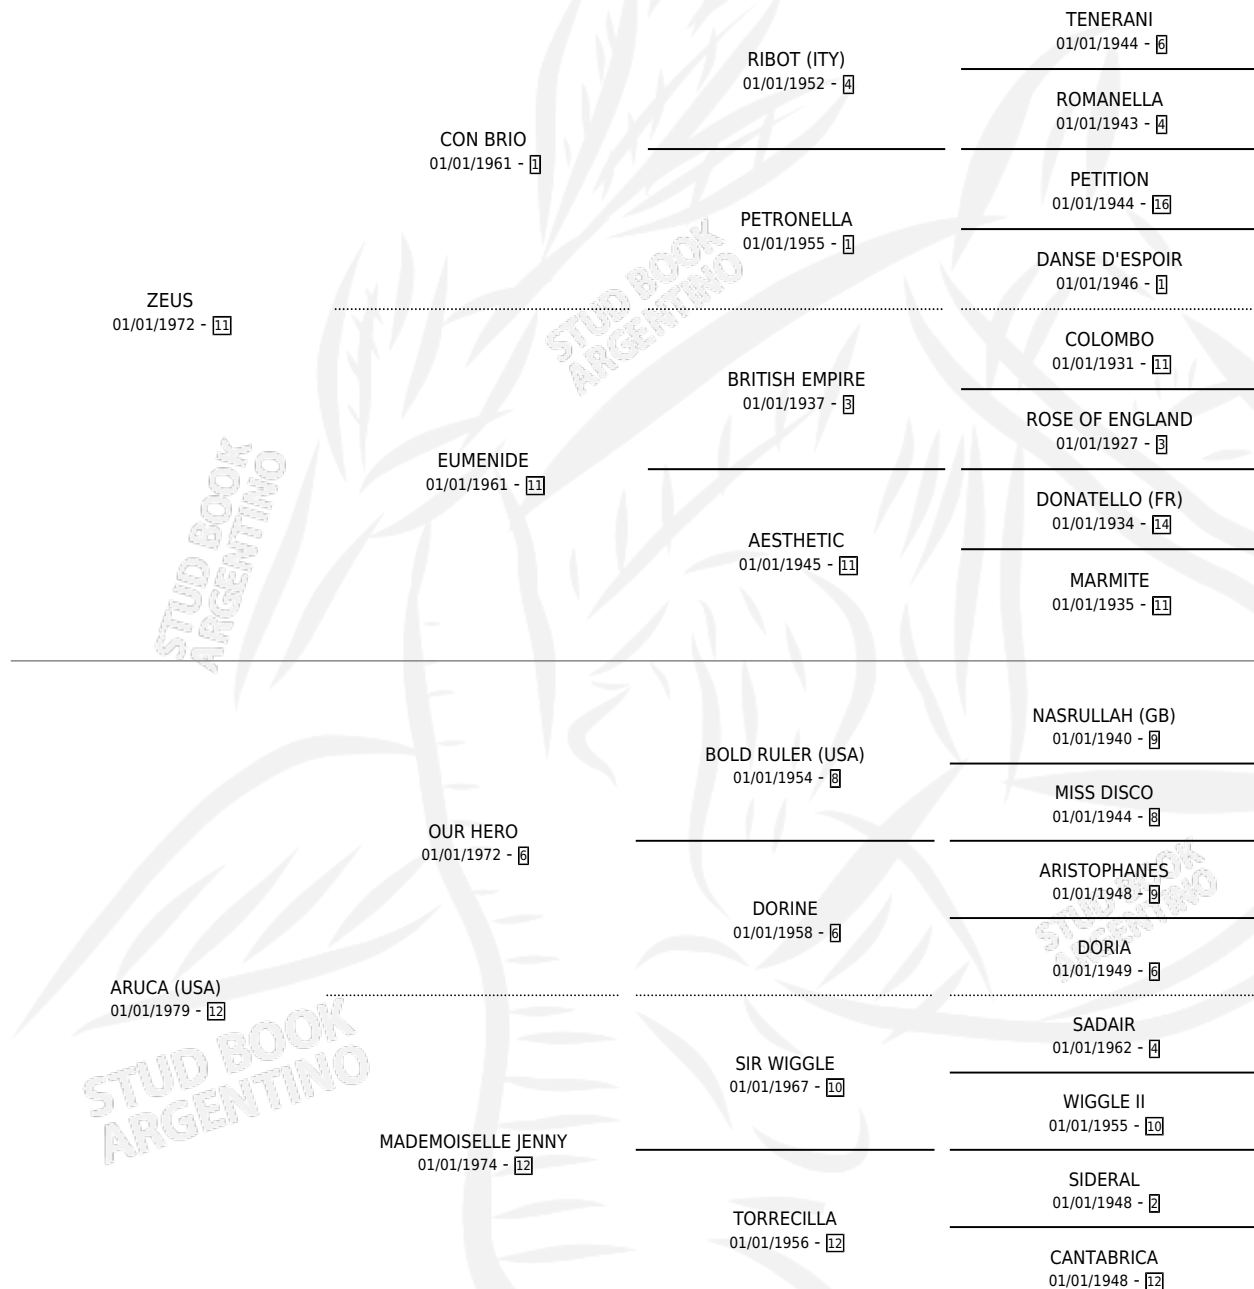 TENERANI
01/01/1944 - 6
RIBOT (ITY)
01/01/1952 - 4
ROMANELLA
01/01/1943 - 4
CON BRIO
01/01/1961 - 1
PETITION
01/01/1944 - 16
PETRONELLA
01/01/1955 - 1
DANSE D'ESPOIR
01/01/1946 - 1
ZEUS
01/01/1972 - 11
COLOMBO
01/01/1931 - 11
BRITISH EMPIRE
01/01/1937 - 3
ROSE OF ENGLAND
01/01/1927 - 3
EUMENIDE
01/01/1961 - 11
DONATELLO (FR)
01/01/1934 - 14
AESTHETIC
01/01/1945 - 11
MARMITE
01/01/1935 - 11
NASRULLAH (GB)
01/01/1940 - 9
BOLD RULER (USA)
01/01/1954 - 8
MISS DISCO
01/01/1944 - 8
OUR HERO
01/01/1972 - 6
ARISTOPHANES
01/01/1948 - 9
DORINE
01/01/1958 - 6
DORIA
01/01/1949 - 6
ARUCA (USA)
01/01/1979 - 12
SADAIR
01/01/1962 - 4
SIR WIGGLE
01/01/1967 - 10
WIGGLE II
01/01/1955 - 10
MADEMOISELLE JENNY
01/01/1974 - 12
SIDERAL
01/01/1948 - 2
TORRECILLA
01/01/1956 - 12
CANTABRICA
01/01/1948 - 12
STUD BOOK
ARGENTINO
STUD BOOK
ARGENTINO
STUD BOOK
ARGENTINO
STUD BOOK
ARGENTINO